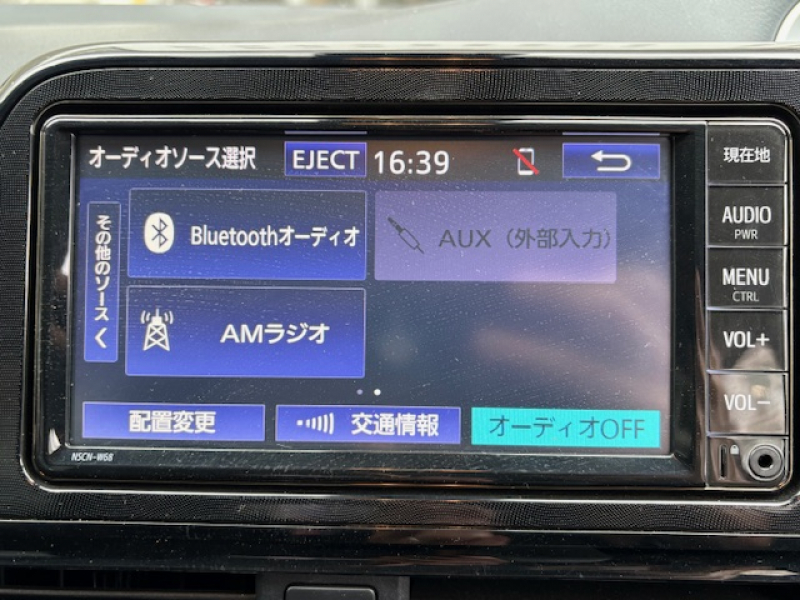 オーディオソース選択
EJECT
16:39
その他のソース
Bluetoothオーディオ
AUX（外部入力）
AMラジオ
配置変更
交通情報
オーディオOFF
NSCN-W68
現在地
AUDIO
PWR
MENU
CTRL
VOL+
VOL-